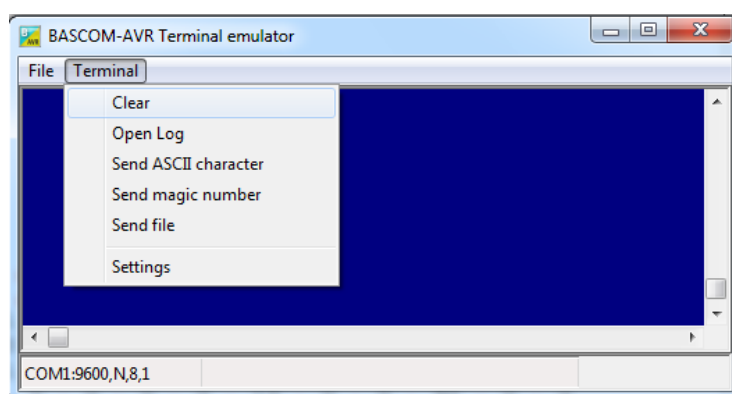 BASCOM-AVR Terminal emulator
File Terminal
Clear
Open Log
Send ASCII character
Send magic number
Send file
Settings
COM1:9600,N,8,1